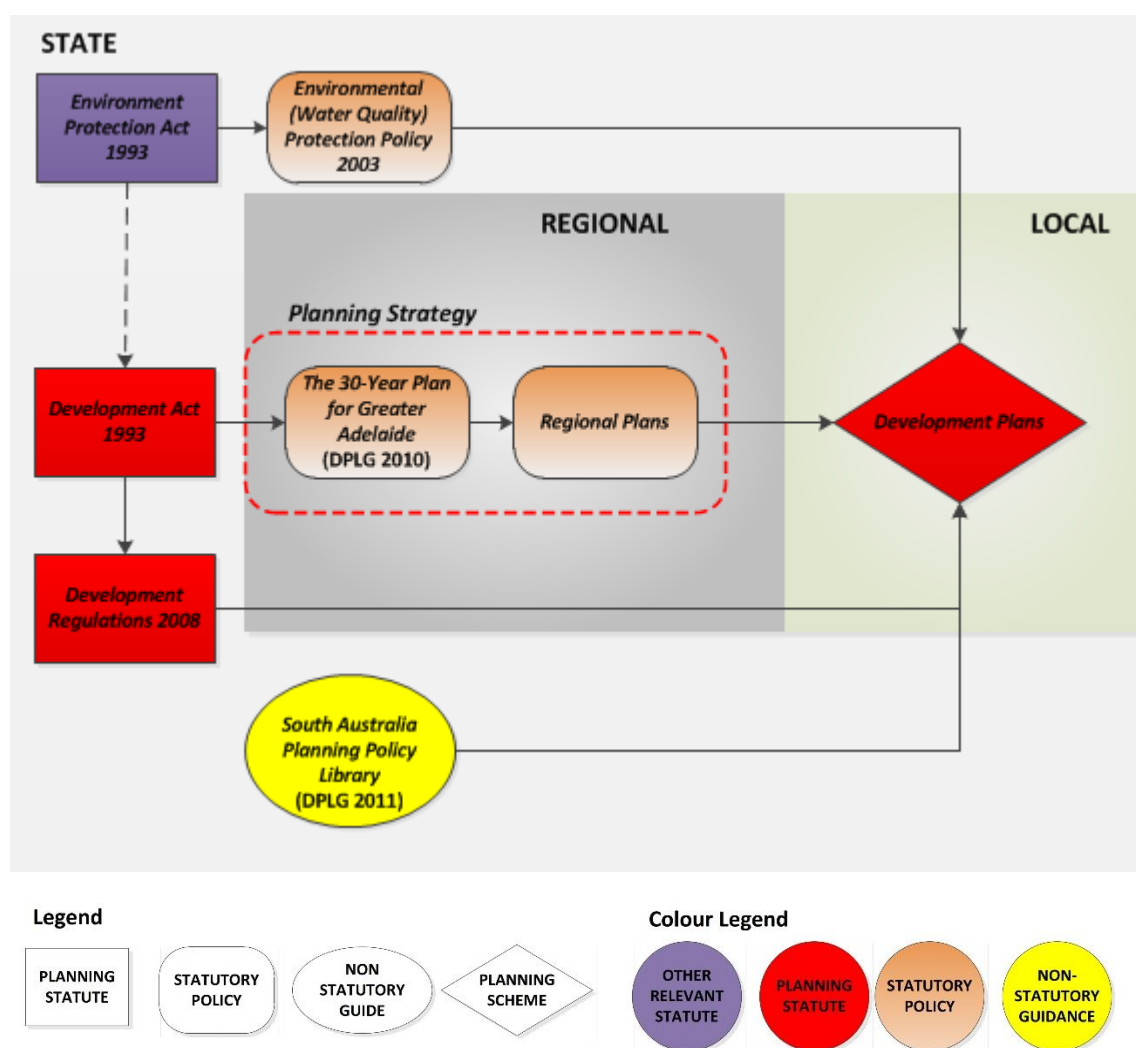 STATE
Environment
Protection Act
1993
Environmental
(Water Quality)
Protection Policy
2003
REGIONAL
LOCAL
Planning Strategy
Development Act
1993
The 30-Year Plan
for Greater
Adelaide
(DPLG 2010)
Regional Plans
Development Plans
Development
Regulations 2008
South Australia
Planning Policy
Library
(DPLG 2011)
Legend
PLANNING
STATUTE
STATUTORY
POLICY
NON
STATUTORY
GUIDE
PLANNING
SCHEME
Colour Legend
OTHER
RELEVANT
STATUTE
PLANNING
STATUTE
STATUTORY
POLICY
NON-
STATUTORY
GUIDANCE